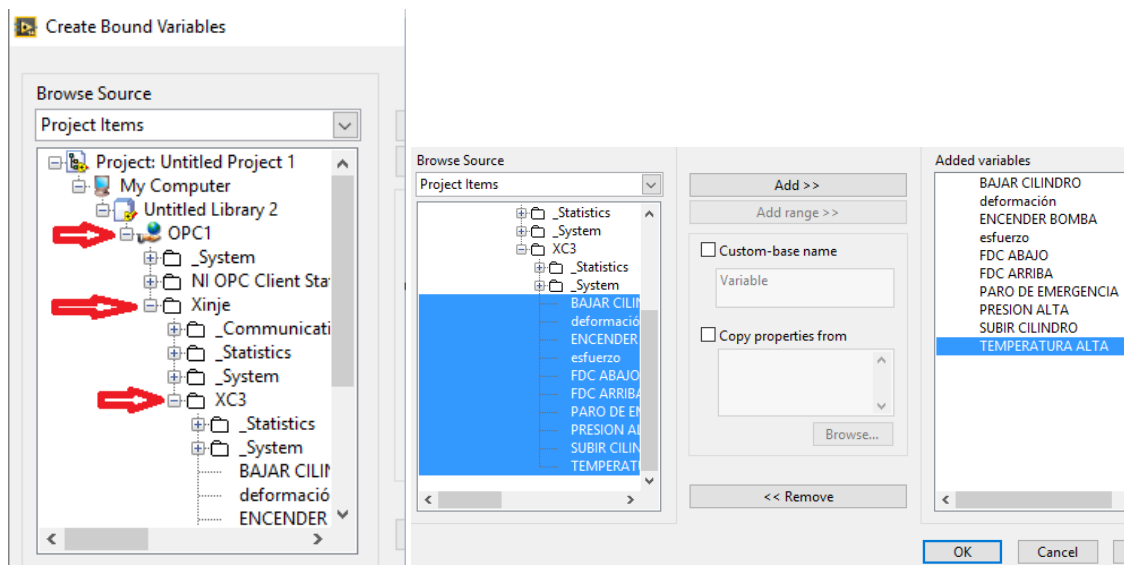 Create Bound Variables
Browse Source
Project Items
Project: Untitled Project 1
My Computer
Untitled Library 2
OPC1
_System
NI OPC Client Sta
Xinje
_Communicati
_Statistics
_System
XC3
_Statistics
_System
BAJAR CILIN
deformació
ENCENDER
Browse Source
Project Items
_Statistics
_System
XC3
_Statistics
_System
BAJAR CILIN
deformació
ENCENDER
esfuerzo
FDC ABAJO
FDC ARRIBA
PARO DE EM
PRESION AL
SUBIR CILIN
TEMPERATU
Add >>
Add range >>
Custom-base name
Variable
Copy properties from
Browse...
<< Remove
Added variables
BAJAR CILINDRO
deformación
ENCENDER BOMBA
esfuerzo
FDC ABAJO
FDC ARRIBA
PARO DE EMERGENCIA
PRESION ALTA
SUBIR CILINDRO
TEMPERATURA ALTA
OK
Cancel